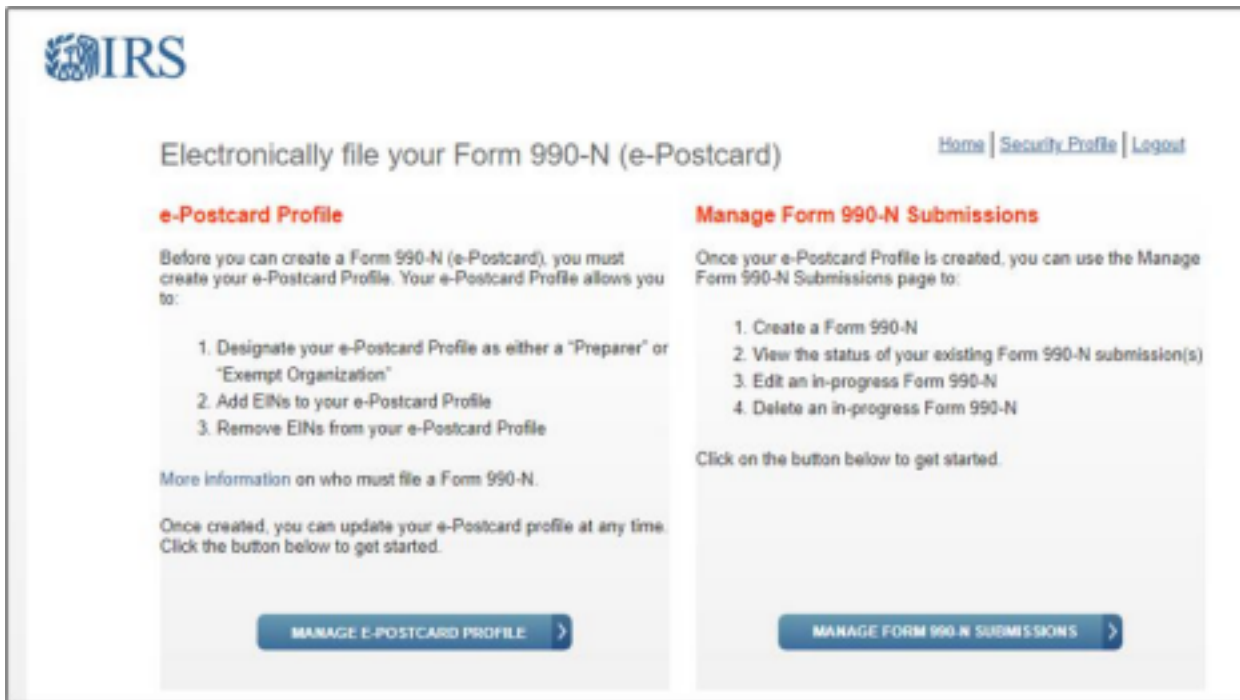 IRS
Home | Security Profile | Logout
Electronically file your Form 990-N (e-Postcard)
e-Postcard Profile
Before you can create a Form 990-N (e-Postcard), you must
create your e-Postcard Profile. Your e-Postcard Profile allows you
to:
1. Designate your e-Postcard Profile as either a “Preparer” or
“Exempt Organization”
2. Add EINs to your e-Postcard Profile
3. Remove EINs from your e-Postcard Profile
More information on who must file a Form 990-N.
Once created, you can update your e-Postcard profile at any time.
Click the button below to get started.
MANAGE E-POSTCARD PROFILE
Manage Form 990-N Submissions
Once your e-Postcard Profile is created, you can use the Manage
Form 990-N Submissions page to:
1. Create a Form 990-N
2. View the status of your existing Form 990-N submission(s)
3. Edit an in-progress Form 990-N
4. Delete an in-progress Form 990-N
Click on the button below to get started.
MANAGE FORM 990-N SUBMISSIONS